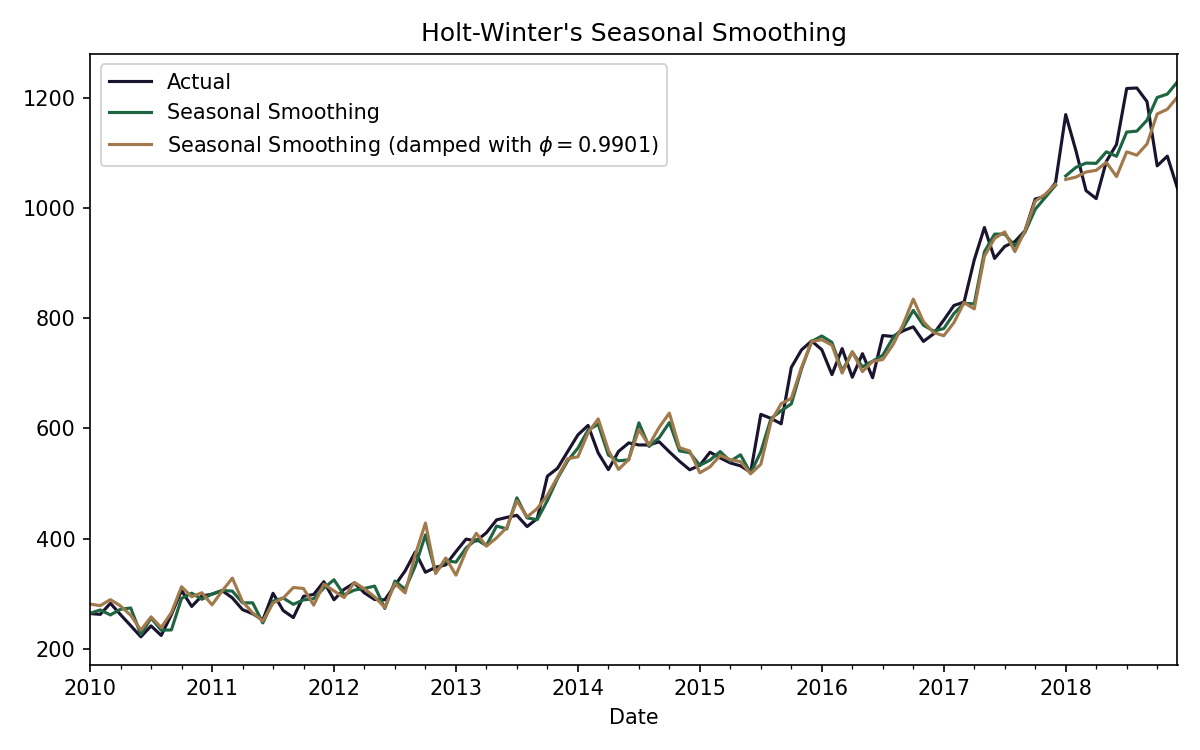 Holt-Winter's Seasonal Smoothing
Actual
Seasonal Smoothing
Seasonal Smoothing (damped with ϕ = 0.9901)
1200
1000
800
600
400
200
2010 2011 2012 2013 2014 2015 2016 2017 2018
Date